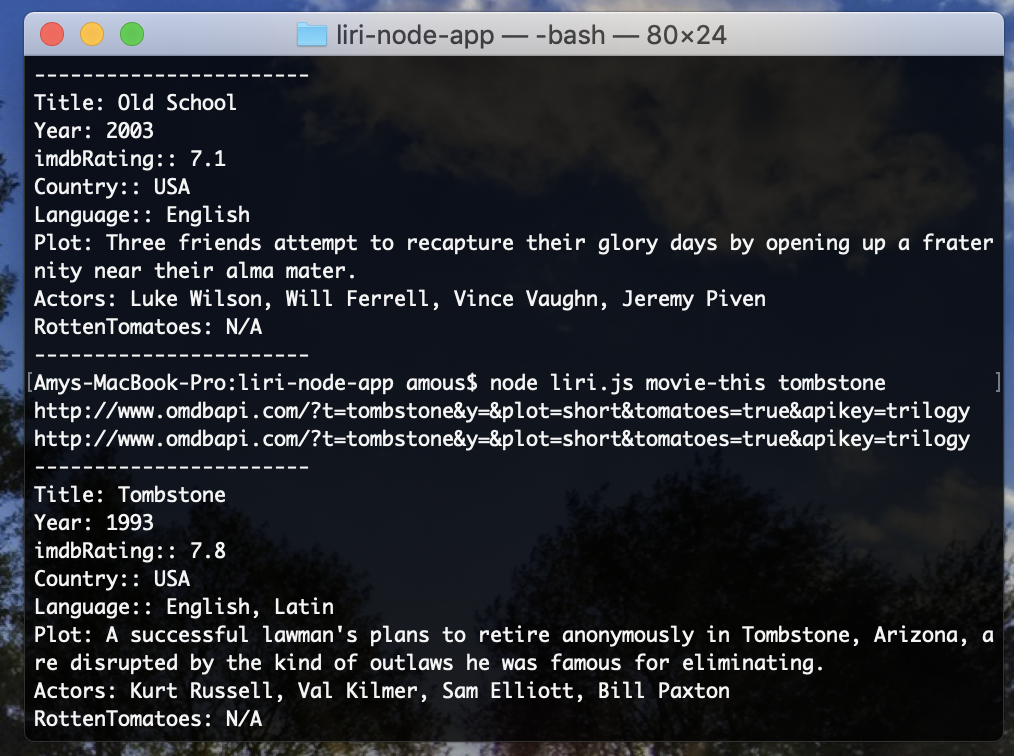 liri-node-app — -bash — 80×24
-----------------------
Title: Old School
Year: 2003
imdbRating:: 7.1
Country:: USA
Language:: English
Plot: Three friends attempt to recapture their glory days by opening up a frater
nity near their alma mater.
Actors: Luke Wilson, Will Ferrell, Vince Vaughn, Jeremy Piven
RottenTomatoes: N/A
-----------------------
[Amys-MacBook-Pro:liri-node-app amous$ node liri.js movie-this tombstone ]
http://www.omdbapi.com/?t=tombstone&y=&plot=short&tomatoes=true&apikey=trilogy
http://www.omdbapi.com/?t=tombstone&y=&plot=short&tomatoes=true&apikey=trilogy
-----------------------
Title: Tombstone
Year: 1993
imdbRating:: 7.8
Country:: USA
Language:: English, Latin
Plot: A successful lawman's plans to retire anonymously in Tombstone, Arizona, a
re disrupted by the kind of outlaws he was famous for eliminating.
Actors: Kurt Russell, Val Kilmer, Sam Elliott, Bill Paxton
RottenTomatoes: N/A